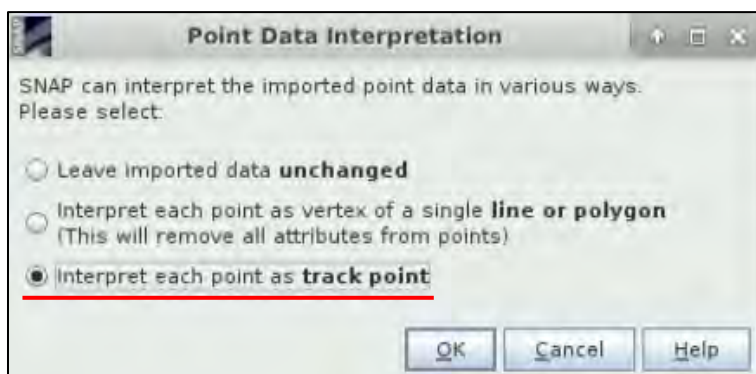 Point Data Interpretation
SNAP can interpret the imported point data in various ways.
Please select:
Leave imported data unchanged
Interpret each point as vertex of a single line or polygon
(This will remove all attributes from points)
Interpret each point as track point
OK Cancel Help